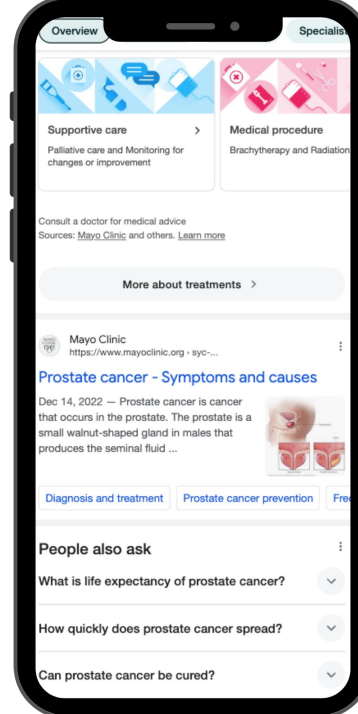 Overview
Specialist
Supportive care
Palliative care and Monitoring for
changes or improvement
Medical procedure
Brachytherapy and Radiation
Consult a doctor for medical advice
Sources: Mayo Clinic and others. Learn more
More about treatments
Mayo Clinic
https://www.mayoclinic.org › syc-...
Prostate cancer - Symptoms and causes
Dec 14, 2022 — Prostate cancer is cancer
that occurs in the prostate. The prostate is a
small walnut-shaped gland in males that
produces the seminal fluid ...
Diagnosis and treatment
Prostate cancer prevention
People also ask
What is life expectancy of prostate cancer?
How quickly does prostate cancer spread?
Can prostate cancer be cured?